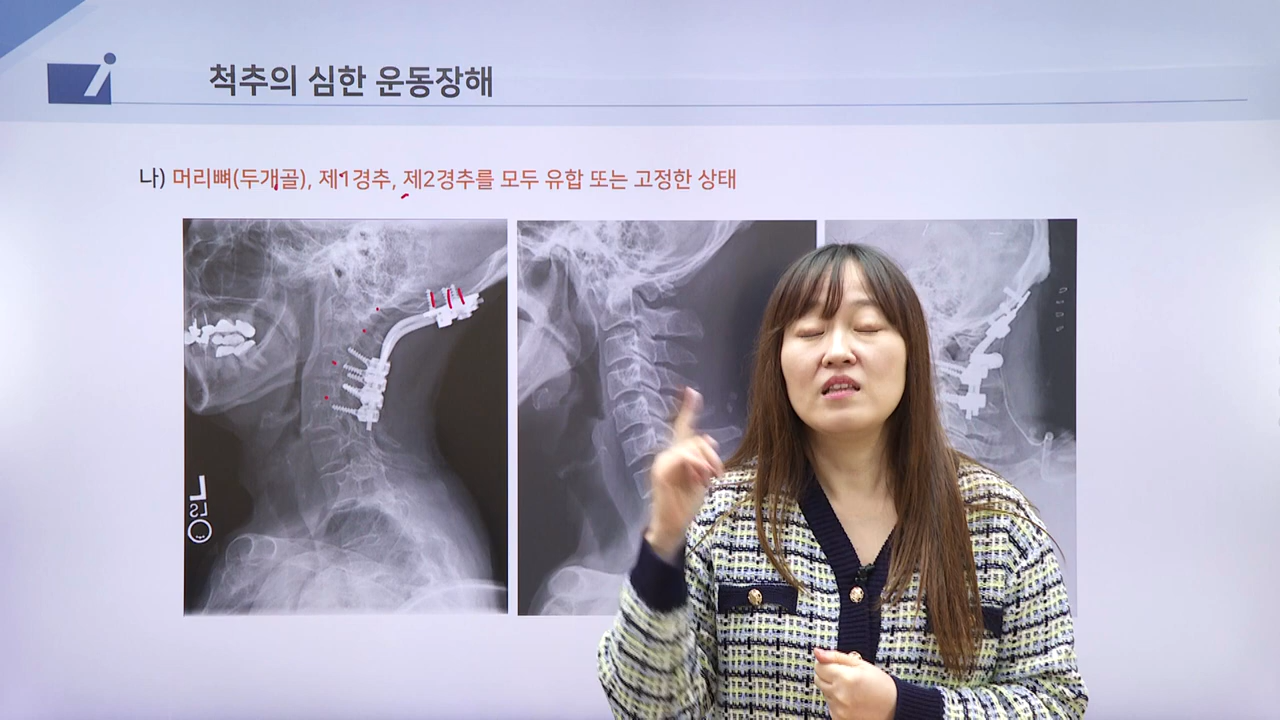 척추의 심한 운동장해
나) 머리뼈(두개골), 제1경추, 제2경추를 모두 유합 또는 고정한 상태
L